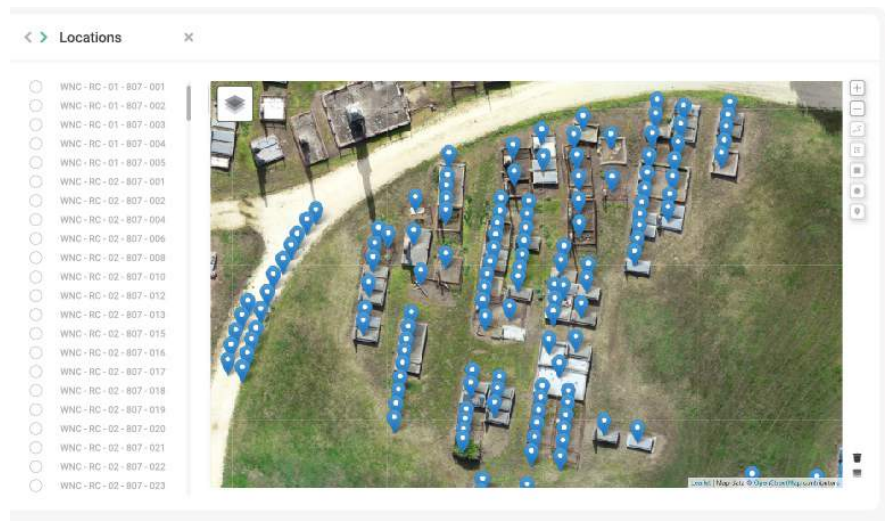 Locations
WNC - RC - 01 - 807 - 001
WNC - RC - 01 - 807 - 002
WNC - RC - 01 - 807 - 003
WNC - RC - 01 - 807 - 004
WNC - RC - 01 - 807 - 005
WNC - RC - 02 - 807 - 001
WNC - RC - 02 - 807 - 002
WNC - RC - 02 - 807 - 004
WNC - RC - 02 - 807 - 006
WNC - RC - 02 - 807 - 008
WNC - RC - 02 - 807 - 010
WNC - RC - 02 - 807 - 012
WNC - RC - 02 - 807 - 013
WNC - RC - 02 - 807 - 015
WNC - RC - 02 - 807 - 016
WNC - RC - 02 - 807 - 017
WNC - RC - 02 - 807 - 018
WNC - RC - 02 - 807 - 019
WNC - RC - 02 - 807 - 020
WNC - RC - 02 - 807 - 021
WNC - RC - 02 - 807 - 022
WNC - RC - 02 - 807 - 023
Leaflet | Map data © OpenStreetMap contributors